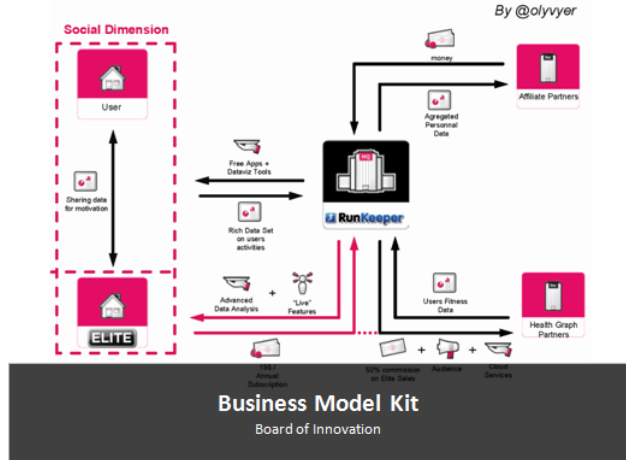 By @olyvyer
Social Dimension
User
money
Affiliate Partners
Agregated
Personnal
Data
Free Apps +
Dataviz Tools
HQ
RunKeeper
Sharing data
for motivation
Rich Data Set
on users
activities
Advanced
Data Analysis
+
"Live"
Features
Users Fitness
Data
Health Graph
Partners
ELITE
Annual
Subscription
50% commission
on Elite Sales
+
Audience
+
Cloud
Services
Business Model Kit
Board of Innovation